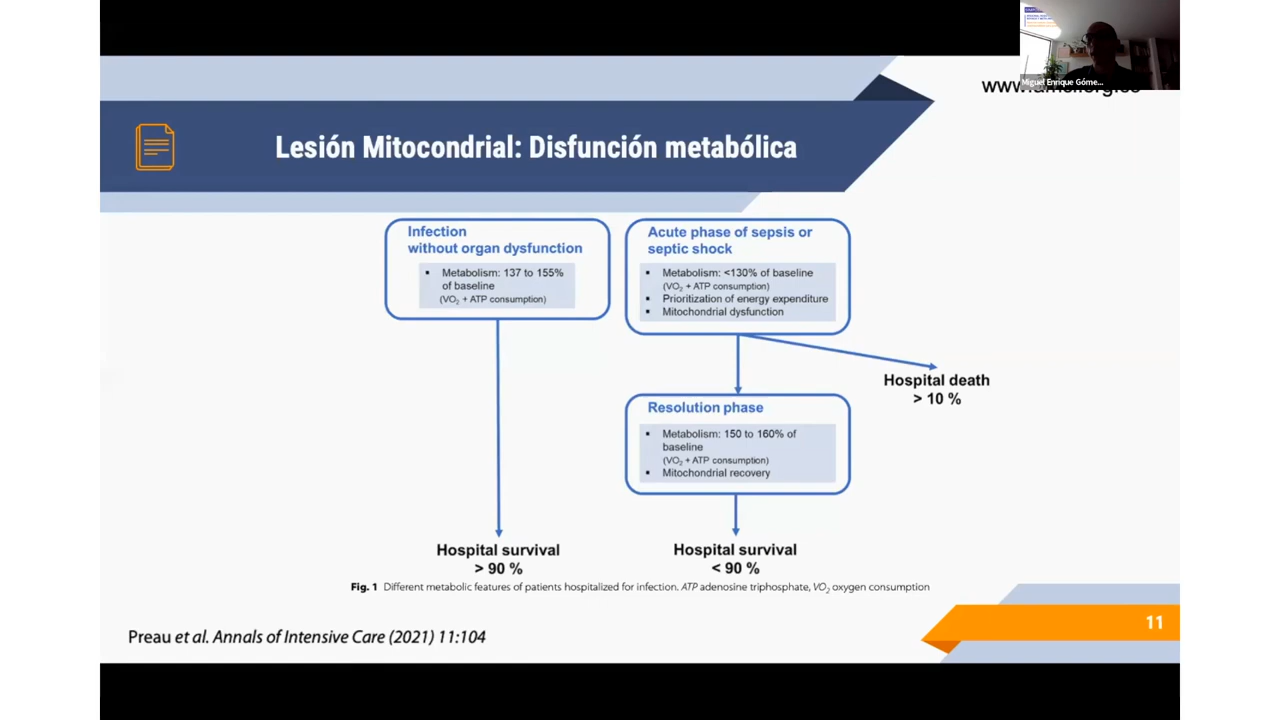 Miguel Enrique Góme...
Lesión Mitocondrial: Disfunción metabólica
Infection
without organ dysfunction
▪ Metabolism: 137 to 155%
of baseline
(VO₂ + ATP consumption)
Acute phase of sepsis or
septic shock
▪ Metabolism: <130% of baseline
(VO₂ + ATP consumption)
▪ Prioritization of energy expenditure
▪ Mitochondrial dysfunction
Hospital death
> 10 %
Resolution phase
▪ Metabolism: 150 to 160% of
baseline
(VO₂ + ATP consumption)
▪ Mitochondrial recovery
Hospital survival
> 90 %
Hospital survival
< 90 %
Fig. 1 Different metabolic features of patients hospitalized for infection. ATP adenosine triphosphate, VO₂ oxygen consumption
Preau et al. Annals of Intensive Care (2021) 11:104
11